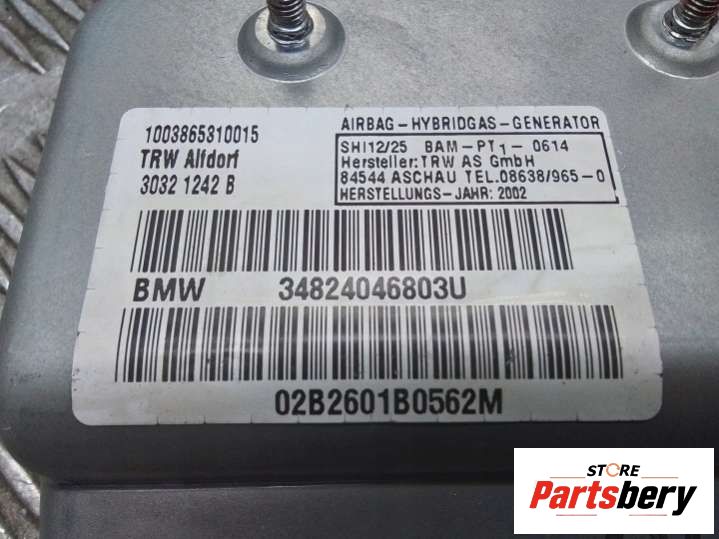 1003865310015
TRW Alfdorf
3032 1242 B
AIRBAG-HYBRIDGAS-GENERATOR
SHI12/25 BAM-PT1-0614
Hersteller:TRW AS GmbH
84544 ASCHAU TEL.08638/965-0
HERSTELLUNGS-JAHR: 2002
BMW 34824046803U
02B2601B0562M
STORE
Partsbery